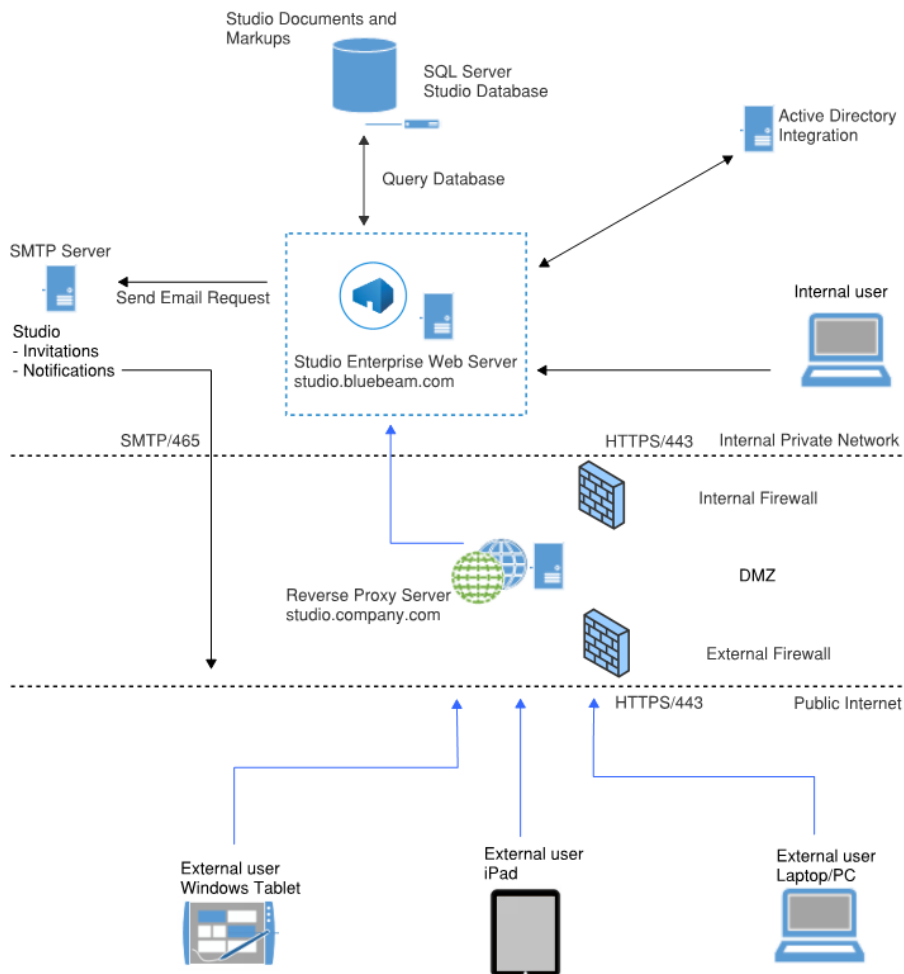 Studio Documents and
Markups
SQL Server
Studio Database
Active Directory
Integration
Query Database
SMTP Server
Send Email Request
Internal user
Studio
- Invitations
- Notifications
Studio Enterprise Web Server
studio.bluebeam.com
SMTP/465
HTTPS/443
Internal Private Network
Internal Firewall
DMZ
Reverse Proxy Server
studio.company.com
External Firewall
HTTPS/443
Public Internet
External user
Windows Tablet
External user
iPad
External user
Laptop/PC